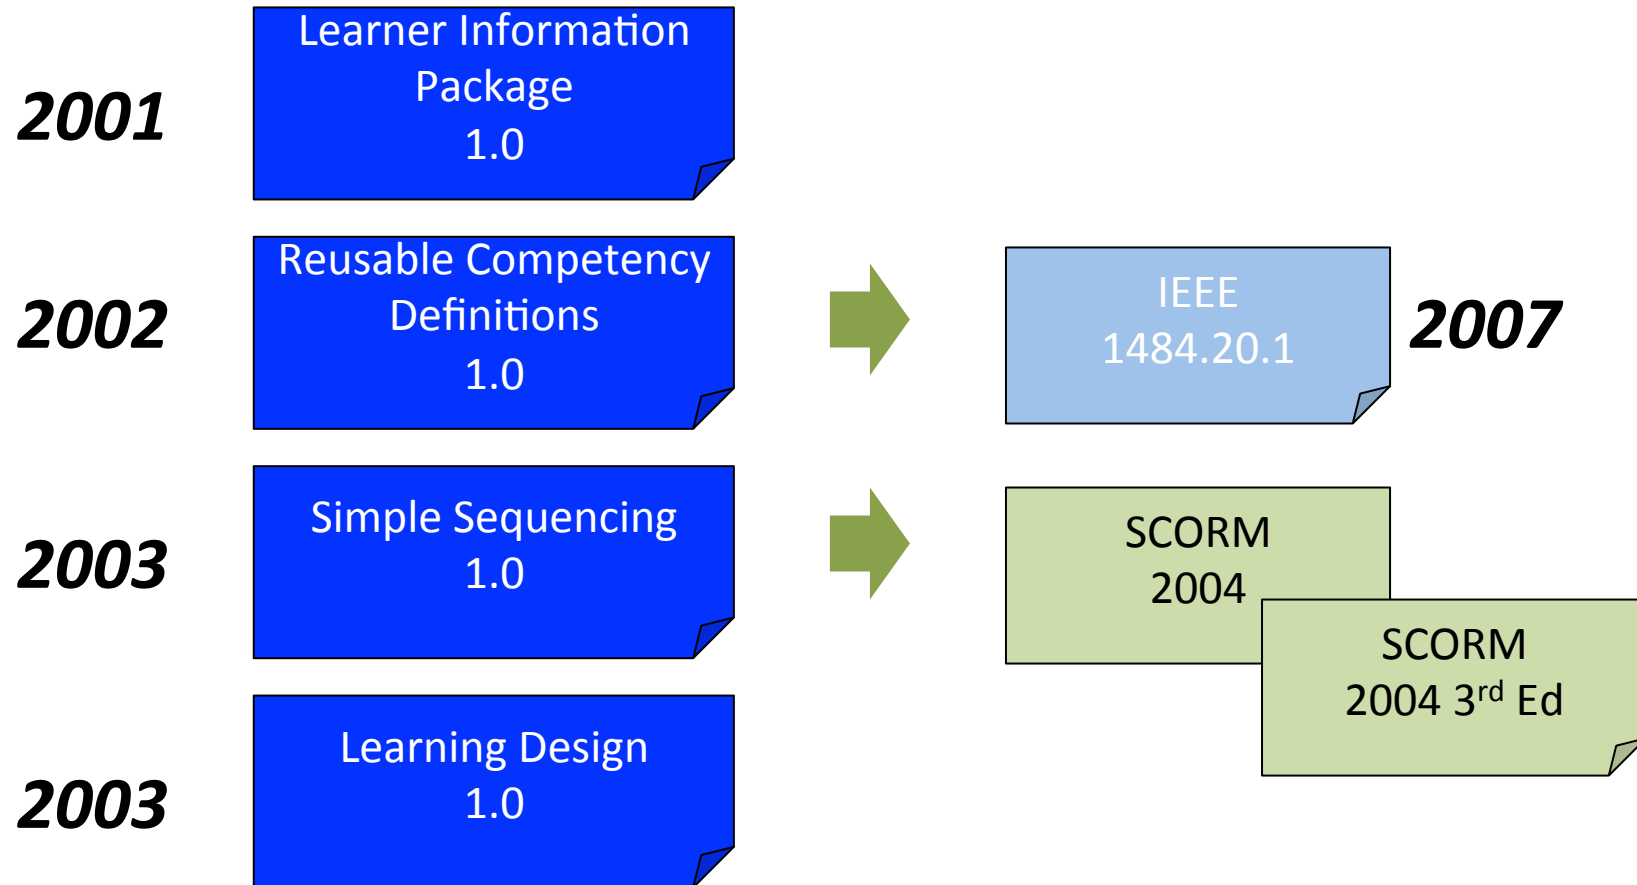 2001
Learner Information
Package
1.0
2002
Reusable Competency
Definitions
1.0
IEEE
1484.20.1
2007
2003
Simple Sequencing
1.0
SCORM
2004
SCORM
2004 3rd Ed
2003
Learning Design
1.0